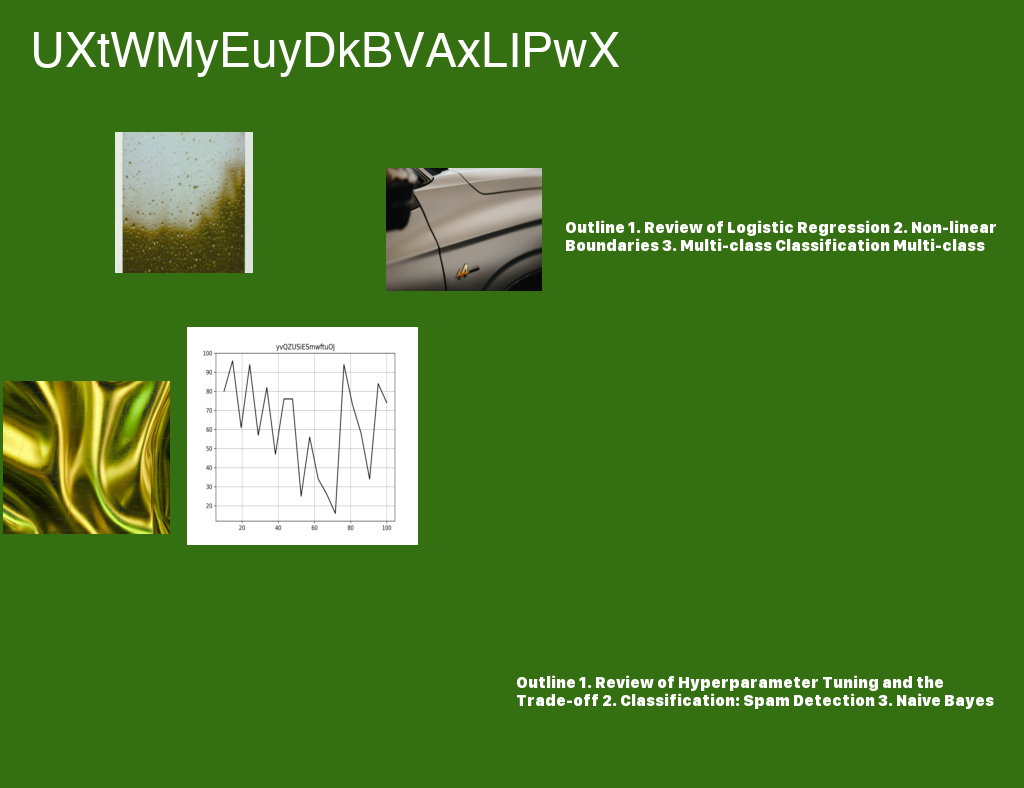 UXtWMyEuyDkBVAxLIPwX
Outline 1. Review of Logistic Regression 2. Non-linear
Boundaries 3. Multi-class Classification Multi-class
yvQZUSiESmwftuOJ
100
90
80
70
60
50
40
30
20
20 40 60 80 100
Outline 1. Review of Hyperparameter Tuning and the
Trade-off 2. Classification: Spam Detection 3. Naive Bayes